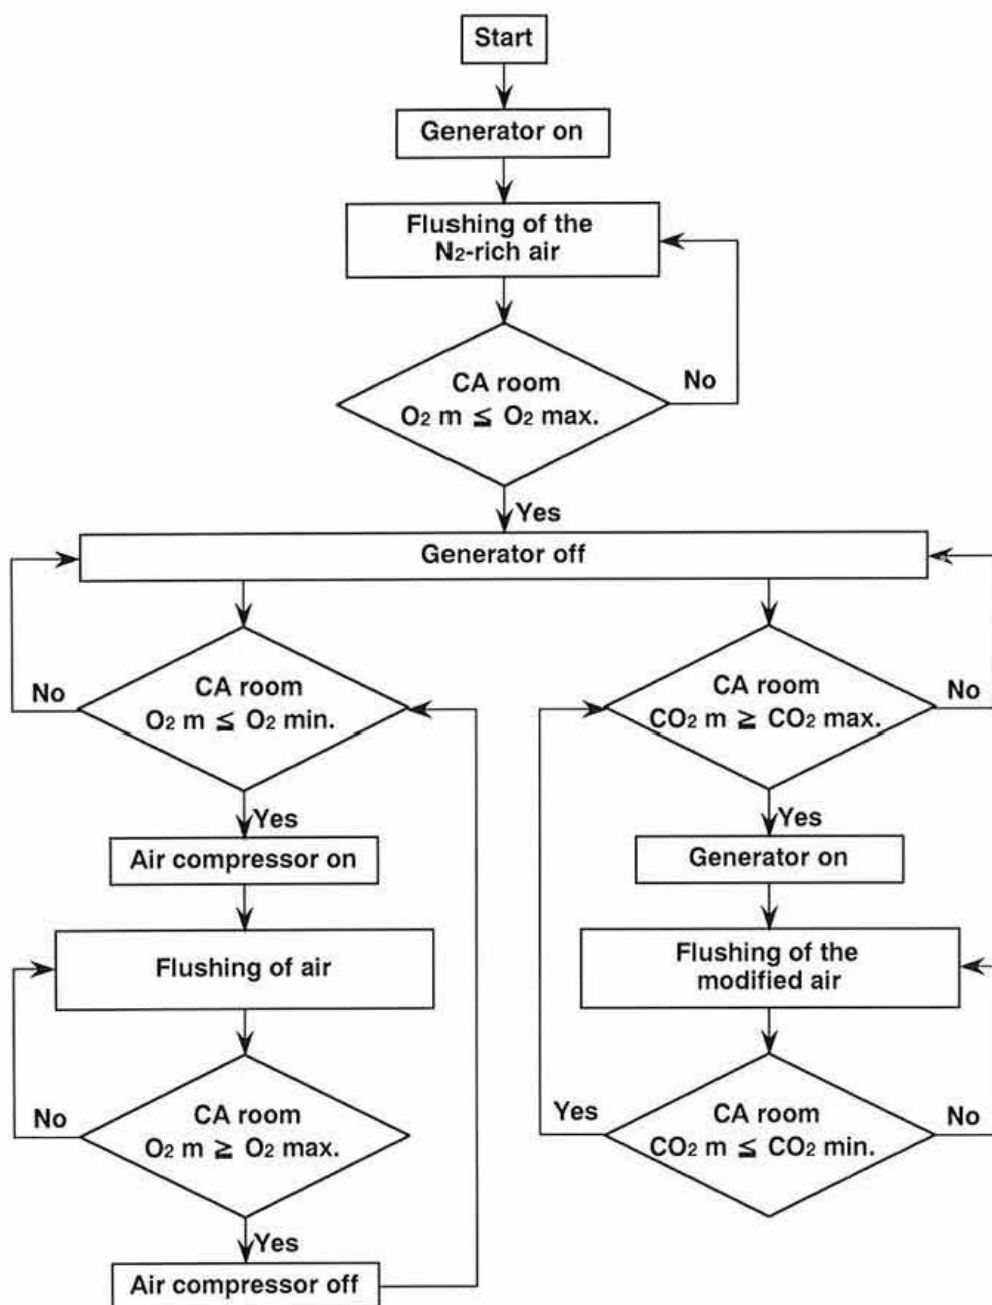 Start
Generator on
Flushing of the
N₂-rich air
CA room
O₂ m ≦ O₂ max.
No
Yes
Generator off
CA room
O₂ m ≦ O₂ min.
No
CA room
CO₂ m ≧ CO₂ max.
No
Yes
Yes
Air compressor on
Generator on
Flushing of air
Flushing of the
modified air
CA room
O₂ m ≧ O₂ max.
No
Yes
CA room
CO₂ m ≦ CO₂ min.
No
Yes
Air compressor off